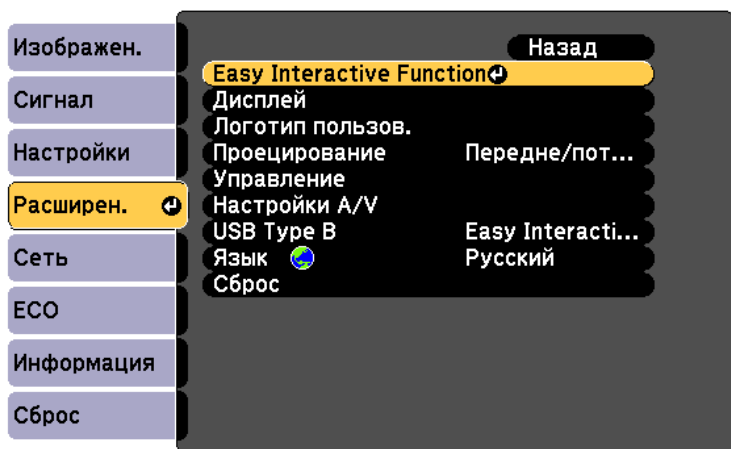 Изображен.
Сигнал
Настройки
Расширен.
Сеть
ECO
Информация
Сброс
Назад
Easy Interactive Function
Дисплей
Логотип пользов.
Проецирование Передне/пот...
Управление
Настройки A/V
USB Type B Easy Interacti...
Язык Русский
Сброс